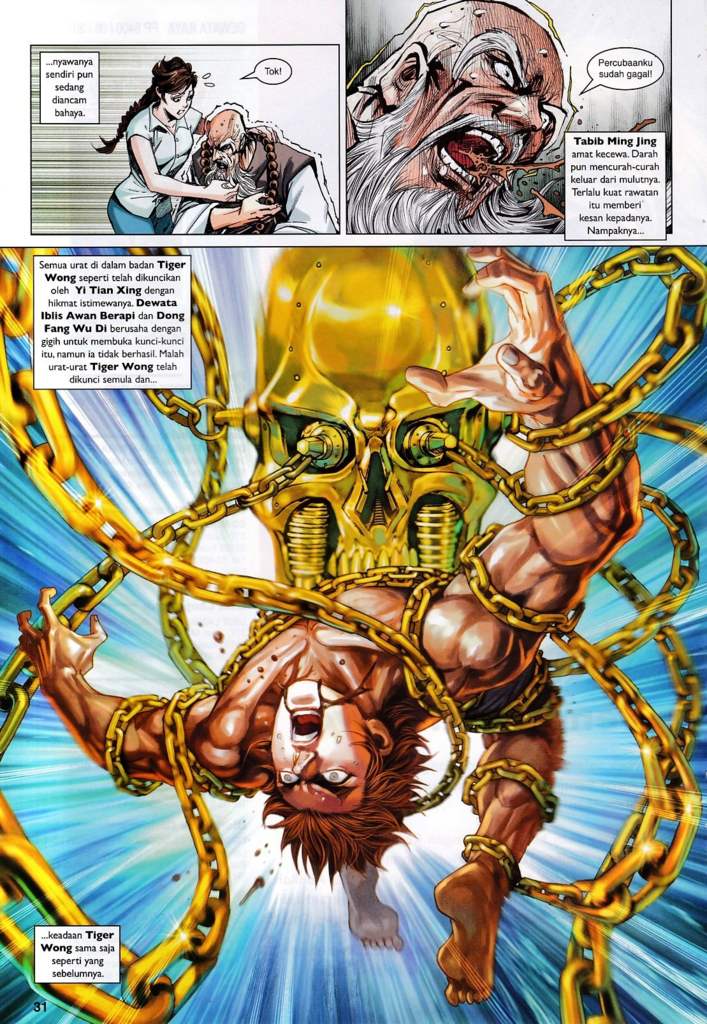 ...nyawanya
sendiri pun
sedang
diancam
bahaya.
Tok!
Percubaanku
sudah gagal!
Tabib Ming Jing
amat kecewa. Darah
pun mencurah-curah
keluar dari mulutnya.
Terlalu kuat rawatan
itu memberi
kesan kepadanya.
Nampaknya...
Semua urat di dalam badan Tiger
Wong seperti telah dikuncikan
oleh Yi Tian Xing dengan
hikmat istimewanya. Dewata
Iblis Awan Berapi dan Dong
Fang Wu Di berusaha dengan
gigih untuk membuka kunci-kunci
itu, namun ia tidak berhasil. Malah
urat-urat Tiger Wong telah
dikunci semula dan...
...keadaan Tiger
Wong sama saja
seperti yang
sebelumnya.
31